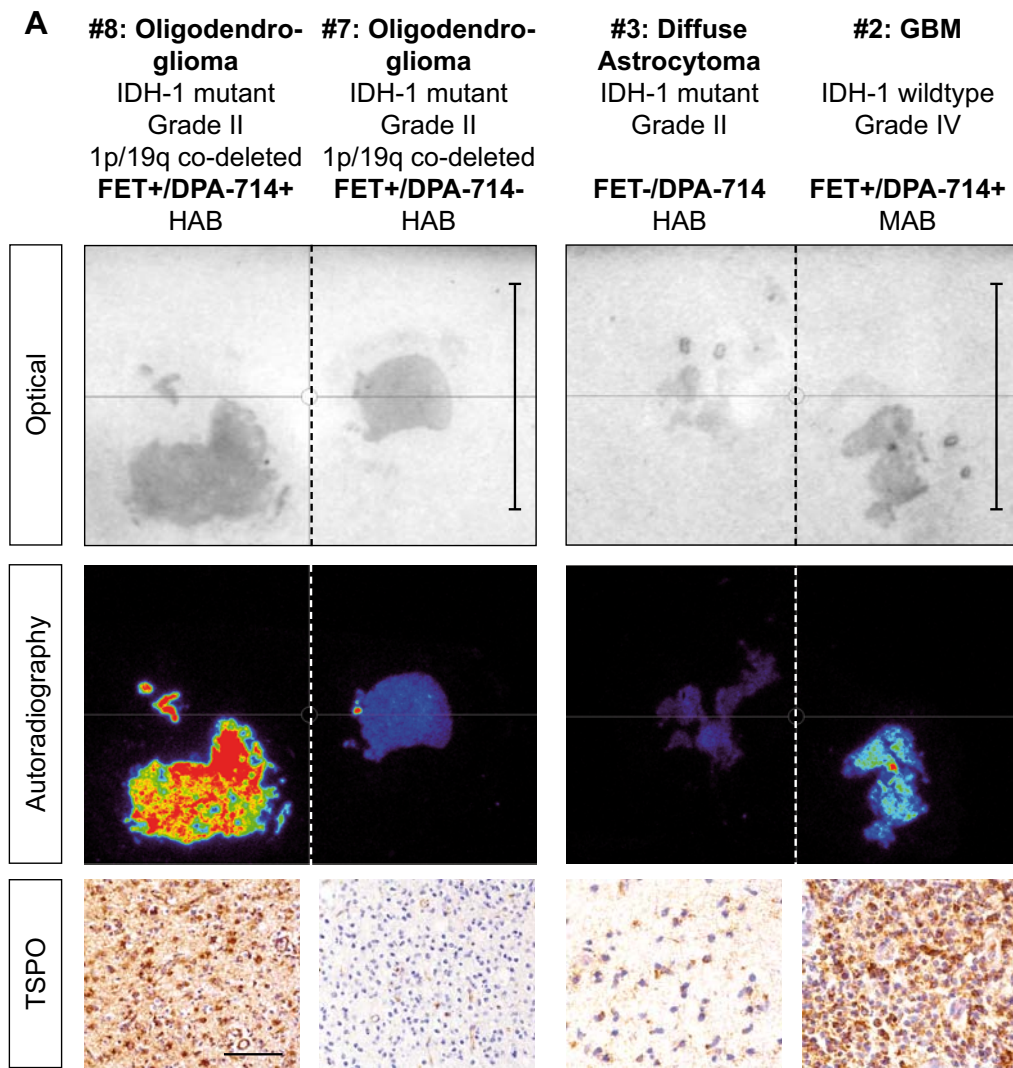 A
#8: Oligodendro-
glioma
IDH-1 mutant
Grade II
1p/19q co-deleted
FET+/DPA-714+
HAB
#7: Oligodendro-
glioma
IDH-1 mutant
Grade II
1p/19q co-deleted
FET+/DPA-714-
HAB
#3: Diffuse
Astrocytoma
IDH-1 mutant
Grade II
FET-/DPA-714
HAB
#2: GBM
IDH-1 wildtype
Grade IV
FET+/DPA-714+
MAB
Optical
Autoradiography
TSPO